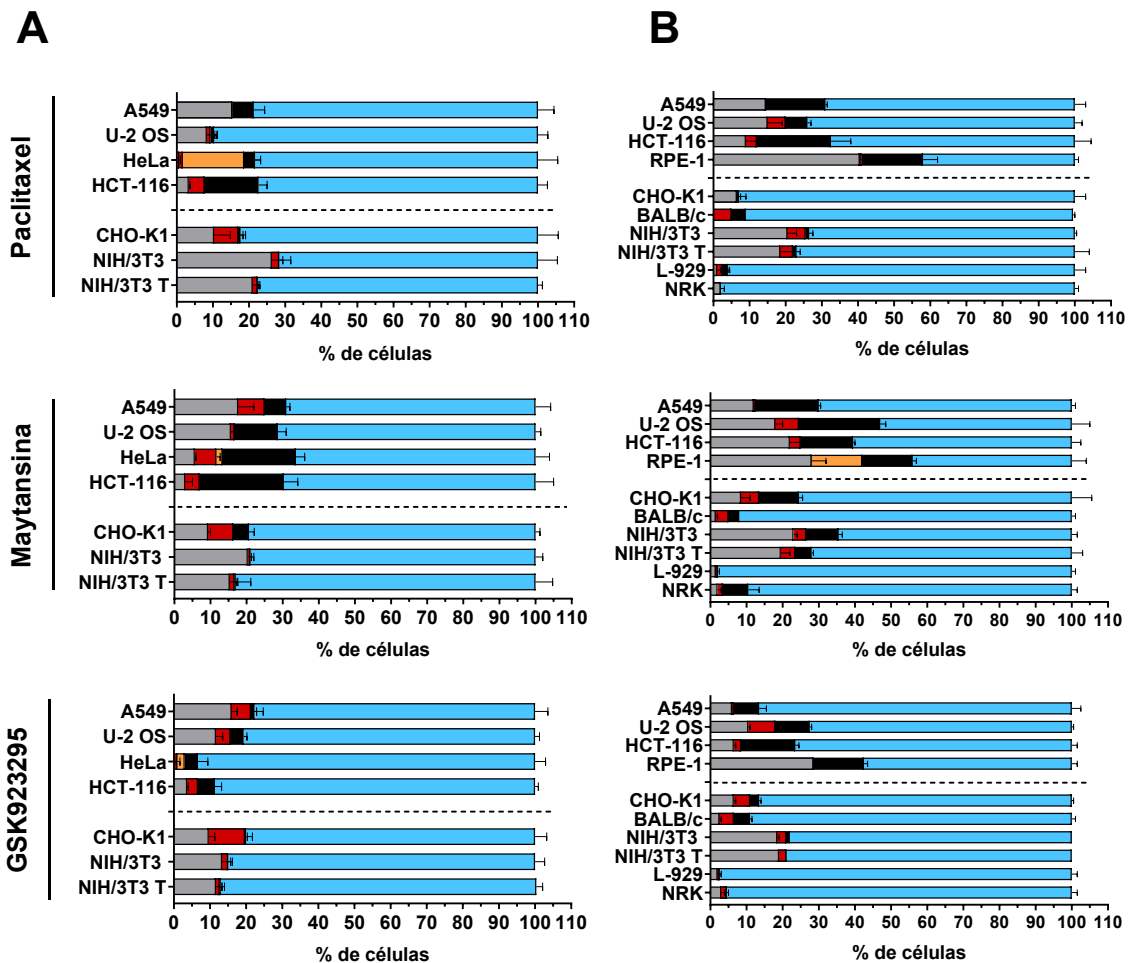 A
B
Paclitaxel
A549
U-2 OS
HeLa
HCT-116
CHO-K1
NIH/3T3
NIH/3T3 T
0 10 20 30 40 50 60 70 80 90 100 110
% de células
A549
U-2 OS
HCT-116
RPE-1
CHO-K1
BALB/c
NIH/3T3
NIH/3T3 T
L-929
NRK
0 10 20 30 40 50 60 70 80 90 100 110
% de células
Maytansina
A549
U-2 OS
HeLa
HCT-116
CHO-K1
NIH/3T3
NIH/3T3 T
0 10 20 30 40 50 60 70 80 90 100 110
% de células
A549
U-2 OS
HCT-116
RPE-1
CHO-K1
BALB/c
NIH/3T3
NIH/3T3 T
L-929
NRK
0 10 20 30 40 50 60 70 80 90 100 110
% de células
GSK923295
A549
U-2 OS
HeLa
HCT-116
CHO-K1
NIH/3T3
NIH/3T3 T
0 10 20 30 40 50 60 70 80 90 100 110
% de células
A549
U-2 OS
HCT-116
RPE-1
CHO-K1
BALB/c
NIH/3T3
NIH/3T3 T
L-929
NRK
0 10 20 30 40 50 60 70 80 90 100 110
% de células